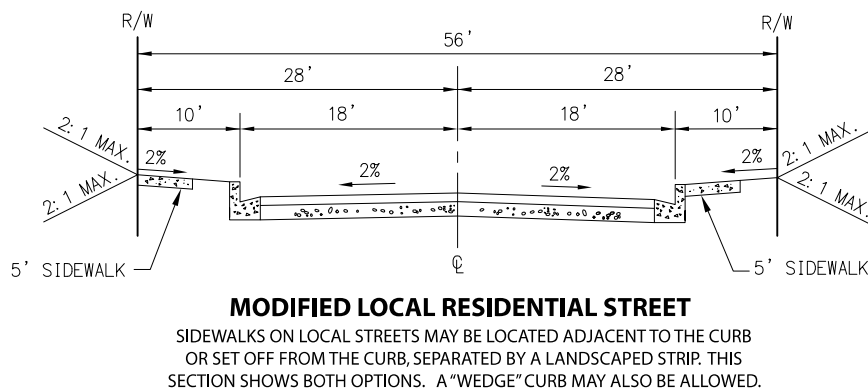 R/W
R/W
56'
28' 28'
10' 18' 18' 10'
2: 1 MAX. 2% 2% 2% 2% 2: 1 MAX.
2: 1 MAX. 2: 1 MAX.
5' SIDEWALK ℄ 5' SIDEWALK
MODIFIED LOCAL RESIDENTIAL STREET
SIDEWALKS ON LOCAL STREETS MAY BE LOCATED ADJACENT TO THE CURB
OR SET OFF FROM THE CURB, SEPARATED BY A LANDSCAPED STRIP. THIS
SECTION SHOWS BOTH OPTIONS. A "WEDGE" CURB MAY ALSO BE ALLOWED.